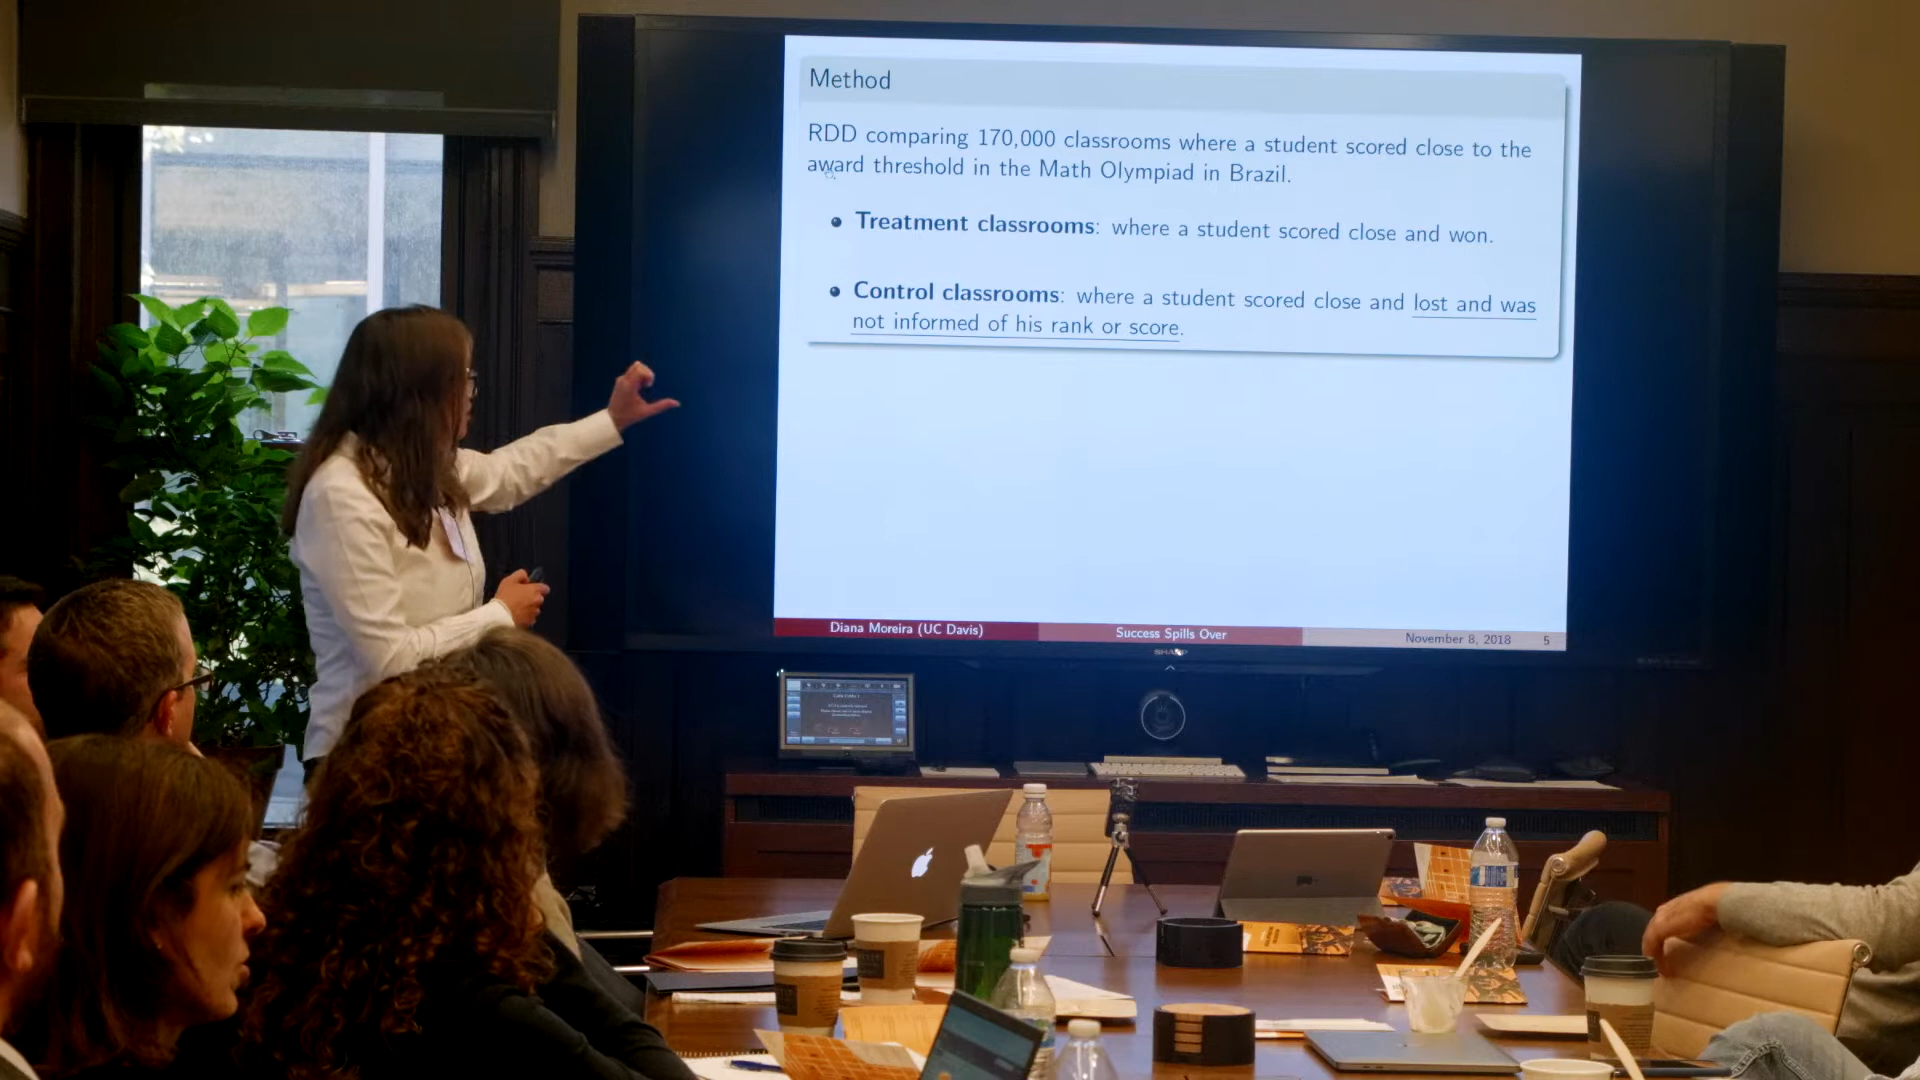 Method
RDD comparing 170,000 classrooms where a student scored close to the
award threshold in the Math Olympiad in Brazil.
Treatment classrooms: where a student scored close and won.
Control classrooms: where a student scored close and lost and was
not informed of his rank or score.
Diana Moreira (UC Davis) Success Spills Over November 8, 2018 5
SHARP